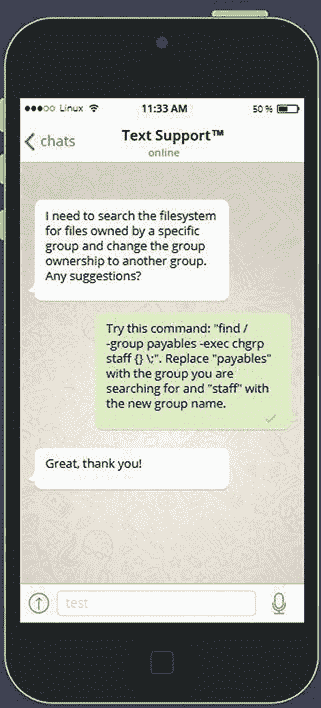 Linux 11:33 AM 50 %
chats Text Support™
online
I need to search the filesystem
for files owned by a specific
group and change the group
ownership to another group.
Any suggestions?
Try this command: "find /
-group payables -exec chgrp
staff {} \;". Replace "payables"
with the group you are
searching for and "staff" with
the new group name.
Great, thank you!
test